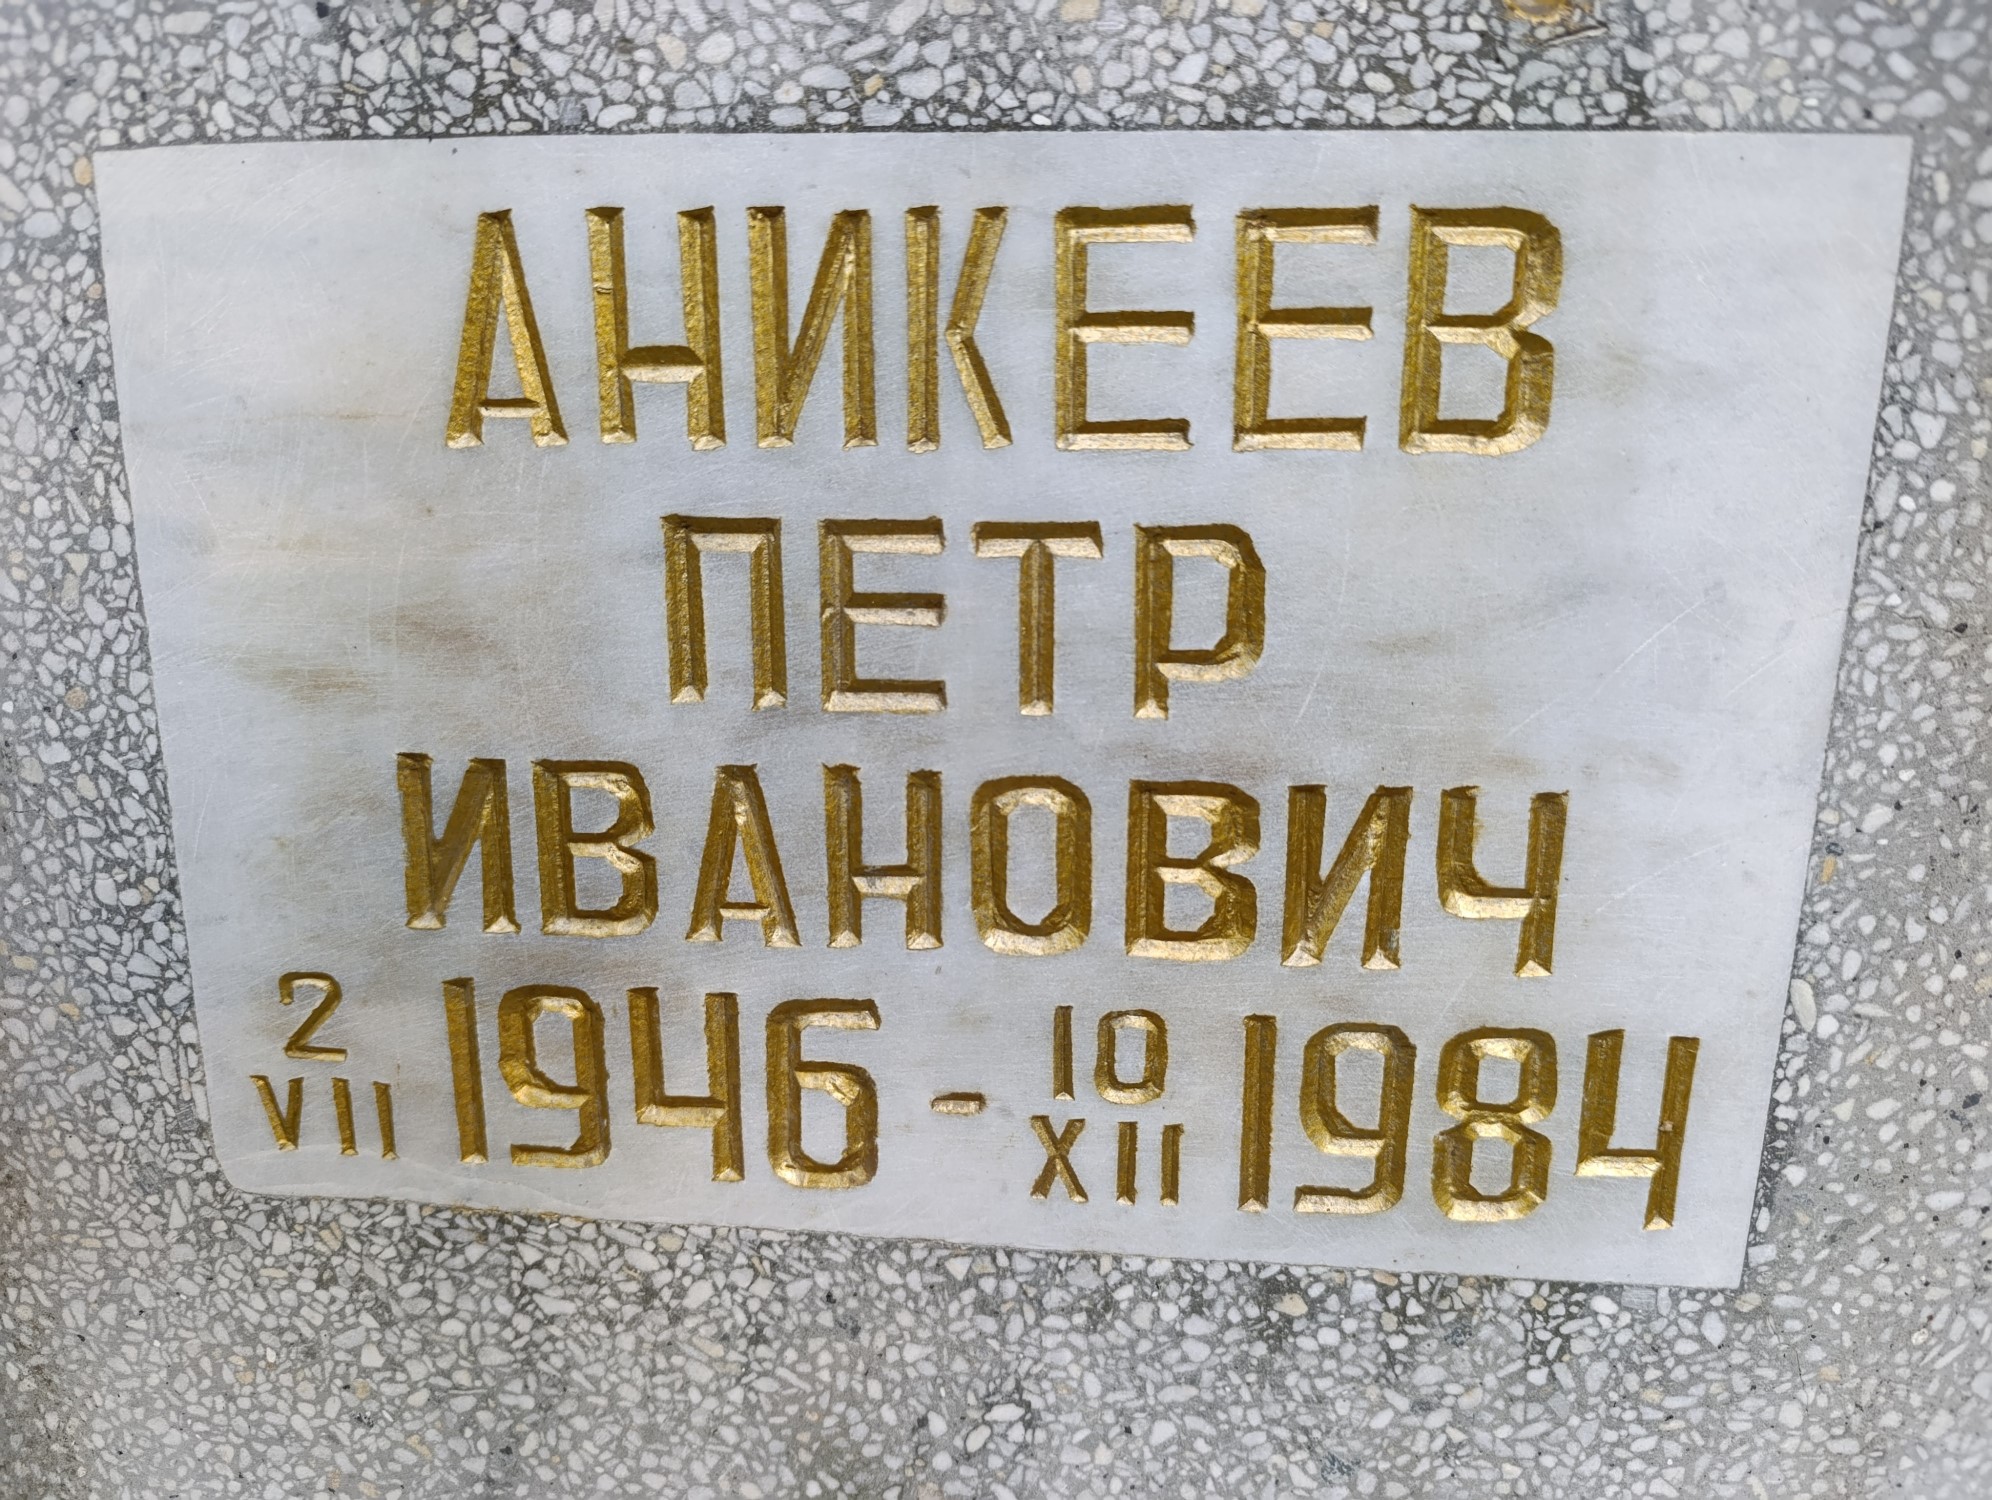 АНИКЕЕВ
ПЕТР
ИВАНОВИЧ
2 VII 1946 - 10 XII 1984